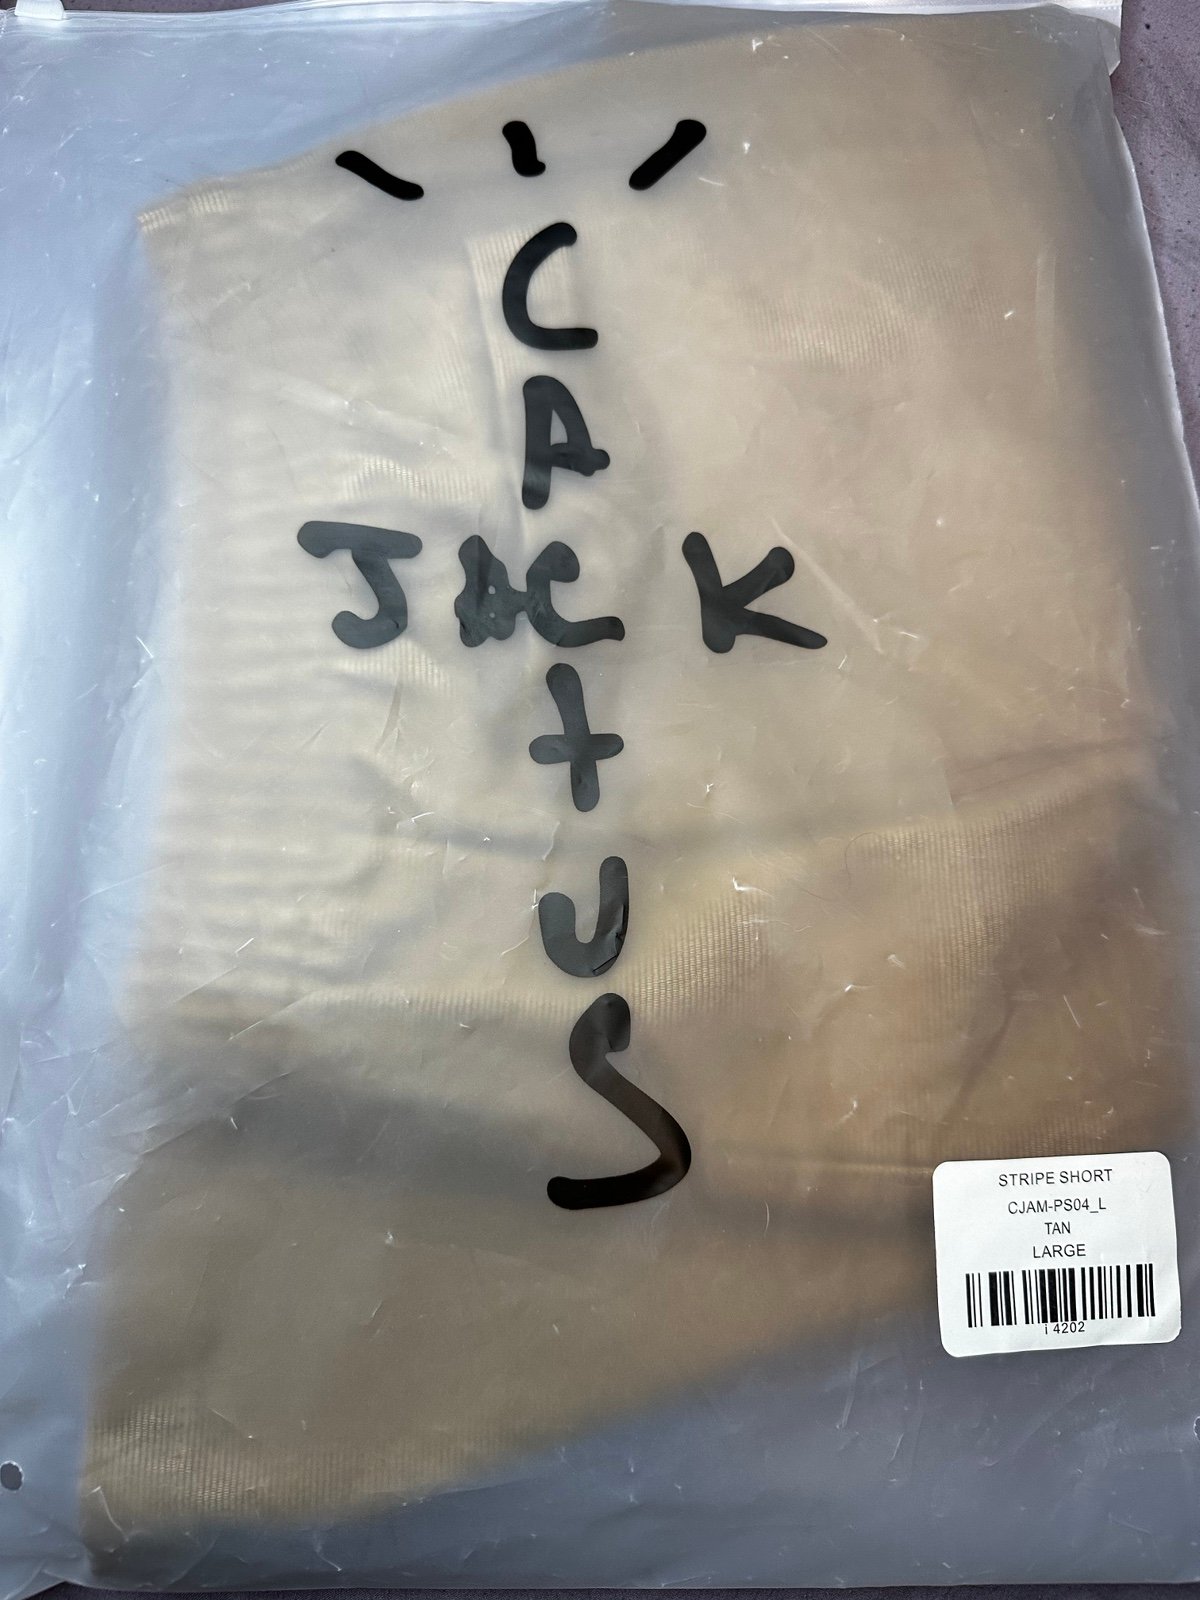 CACTUS
JACK
STRIPE SHORT
CJAM-PS04_L
TAN
LARGE
i 4202